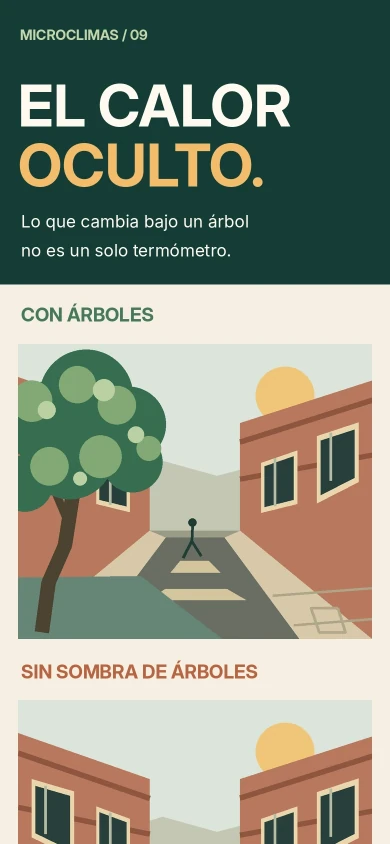 MICROCLIMAS / 09
EL CALOR
OCULTO.
Lo que cambia bajo un árbol
no es un solo termómetro.
CON ÁRBOLES
SIN SOMBRA DE ÁRBOLES